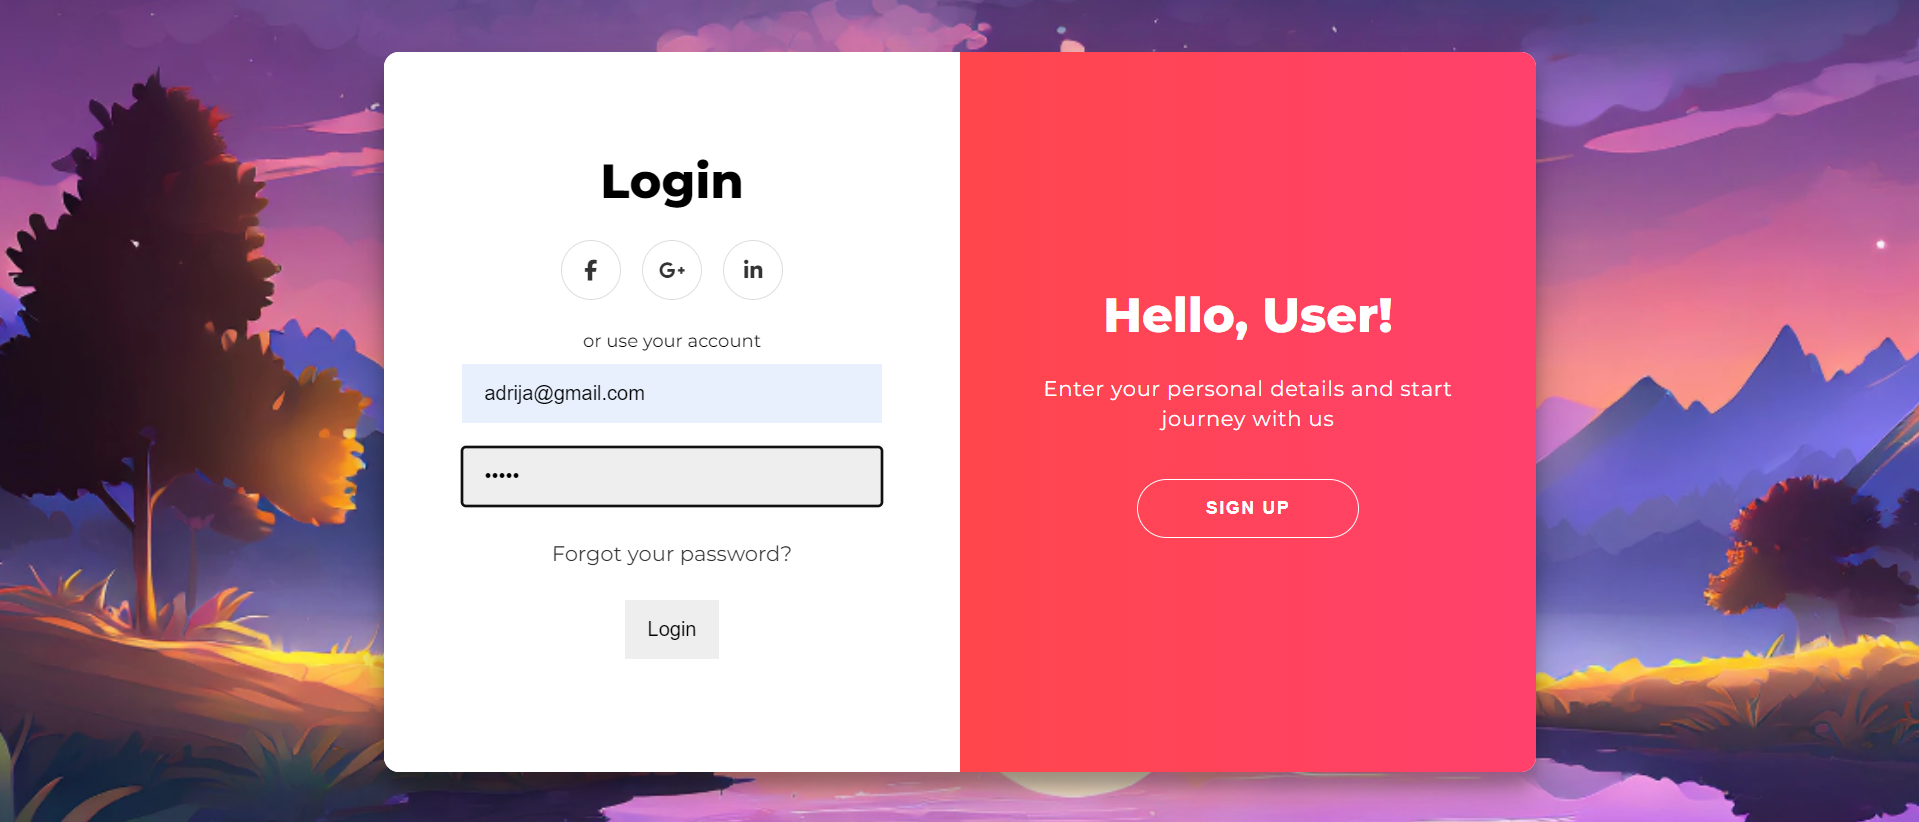 Login
f
G+
in
or use your account
adrija@gmail.com
•••••
Forgot your password?
Login
Hello, User!
Enter your personal details and start
journey with us
SIGN UP